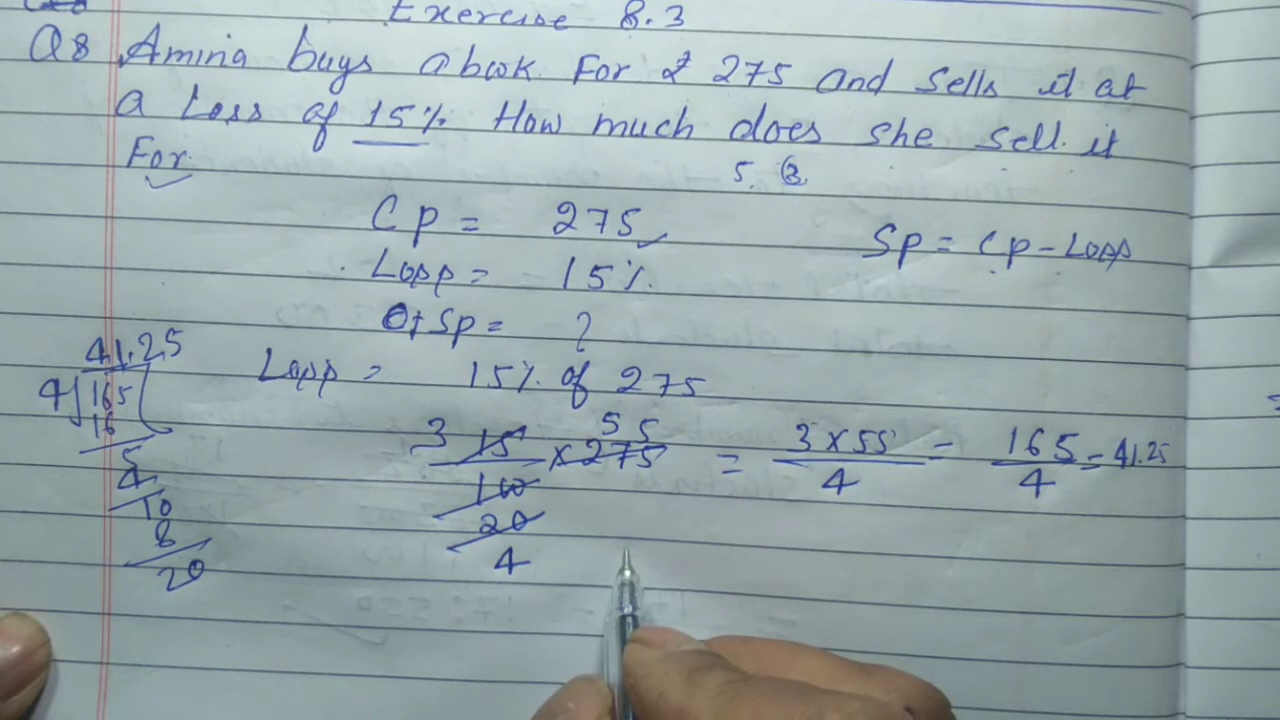 Exercise 8.3
Q8 Amina buys a book For ₹ 275 and sells it at
a Loss of 15% How much does she sell it
For
CP = 275
SP = CP - Loss
Loss = 15%
SP = ?
Loss = 15% of 275
3 15 / 100 20 4 × 275 55 = 3 × 55 / 4 = 165 / 4 = 41.25
41.25
4 165
16
5
4
10
8
20